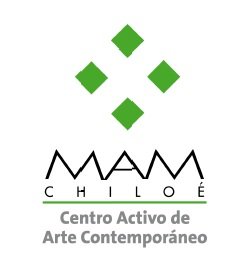 MAM
CHILOÉ
Centro Activo de
Arte Contemporáneo